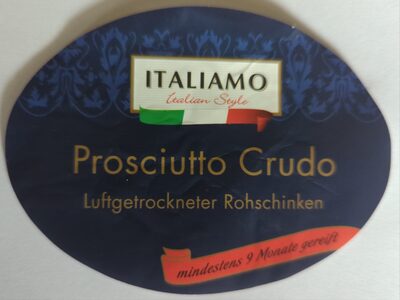 ITALIAMO
Italian Style
Prosciutto Crudo
Luftgetrockneter Rohschinken
mindestens 9 Monate gereift